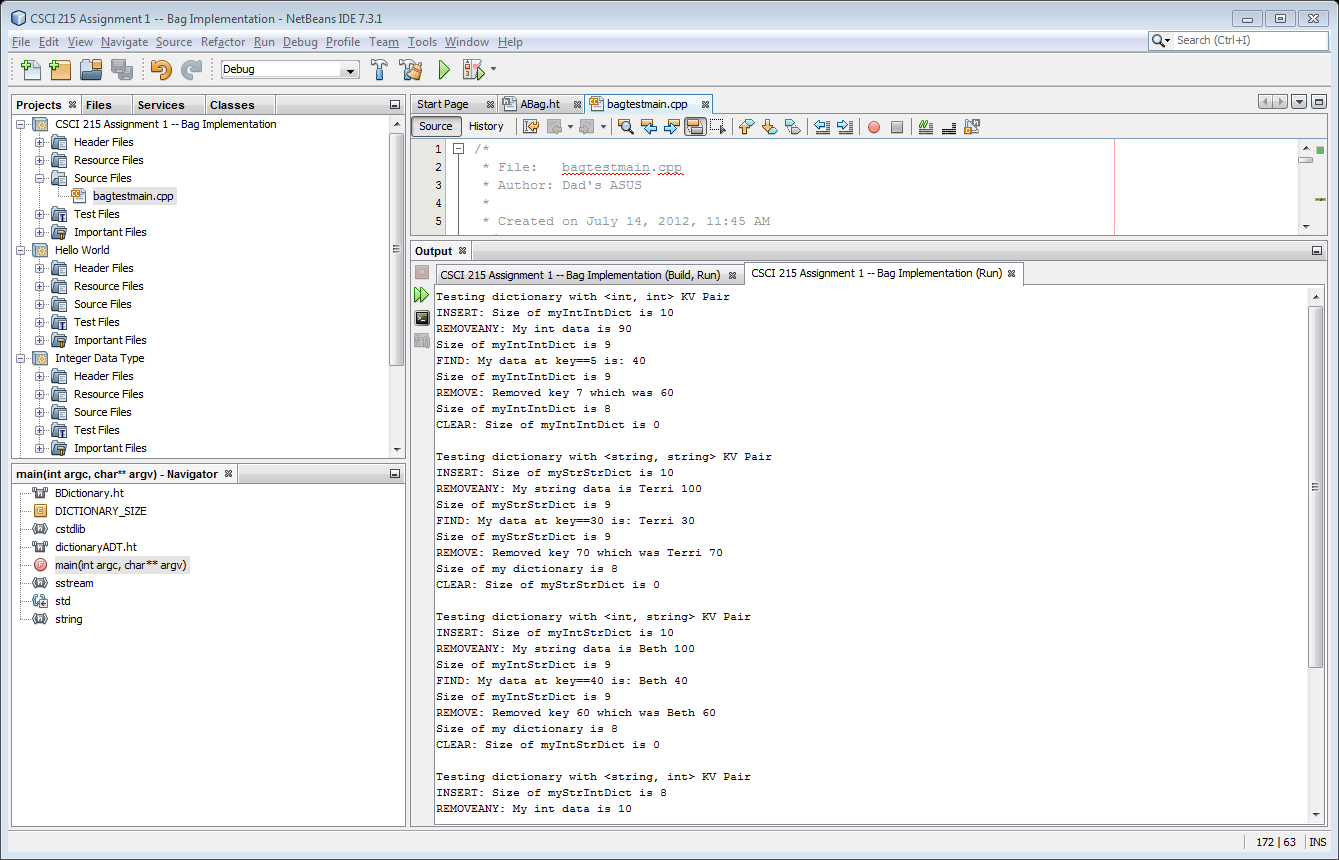 CSCI 215 Assignment 1 -- Bag Implementation - NetBeans IDE 7.3.1
File Edit View Navigate Source Refactor Run Debug Profile Team Tools Window Help
Search (Ctrl+I)
Debug
Projects Files Services Classes
CSCI 215 Assignment 1 -- Bag Implementation
Header Files
Resource Files
Source Files
bagtestmain.cpp
Test Files
Important Files
Hello World
Header Files
Resource Files
Source Files
Test Files
Important Files
Integer Data Type
Header Files
Resource Files
Source Files
Test Files
Important Files
main(int argc, char** argv) - Navigator
BDictionary.ht
DICTIONARY_SIZE
cstdlib
dictionaryADT.ht
main(int argc, char** argv)
sstream
std
string
Start Page ABag.ht bagtestmain.cpp
Source History
1 /*
2 * File: bagtestmain.cpp
3 * Author: Dad's ASUS
4 *
5 * Created on July 14, 2012, 11:45 AM
Output
CSCI 215 Assignment 1 -- Bag Implementation (Build, Run) CSCI 215 Assignment 1 -- Bag Implementation (Run)
Testing dictionary with <int, int> KV Pair
INSERT: Size of myIntIntDict is 10
REMOVEANY: My int data is 90
Size of myIntIntDict is 9
FIND: My data at key==5 is: 40
Size of myIntIntDict is 9
REMOVE: Removed key 7 which was 60
Size of myIntIntDict is 8
CLEAR: Size of myIntIntDict is 0
Testing dictionary with <string, string> KV Pair
INSERT: Size of myStrStrDict is 10
REMOVEANY: My string data is Terri 100
Size of myStrStrDict is 9
FIND: My data at key==30 is: Terri 30
Size of myStrStrDict is 9
REMOVE: Removed key 70 which was Terri 70
Size of my dictionary is 8
CLEAR: Size of myStrStrDict is 0
Testing dictionary with <int, string> KV Pair
INSERT: Size of myIntStrDict is 10
REMOVEANY: My string data is Beth 100
Size of myIntStrDict is 9
FIND: My data at key==40 is: Beth 40
Size of myIntStrDict is 9
REMOVE: Removed key 60 which was Beth 60
Size of my dictionary is 8
CLEAR: Size of myIntStrDict is 0
Testing dictionary with <string, int> KV Pair
INSERT: Size of myStrIntDict is 8
REMOVEANY: My int data is 10
172 | 63 INS